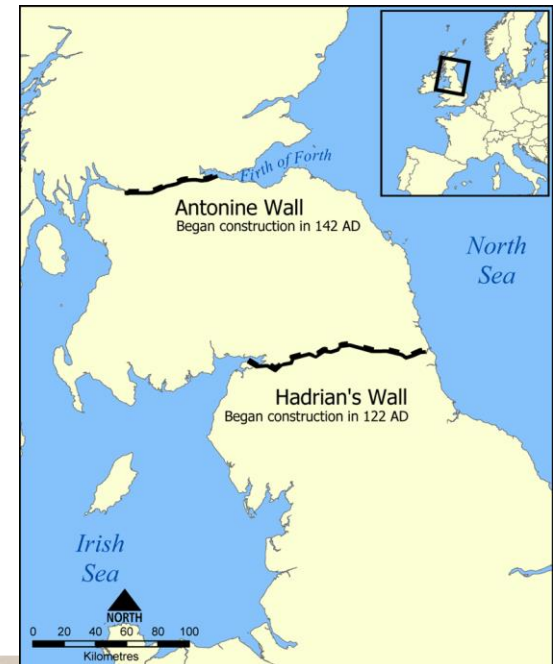 Firth of Forth
Antonine Wall
Began construction in 142 AD
North
Sea
Hadrian's Wall
Began construction in 122 AD
Irish
Sea
NORTH
0 20 40 60 80 100
Kilometres